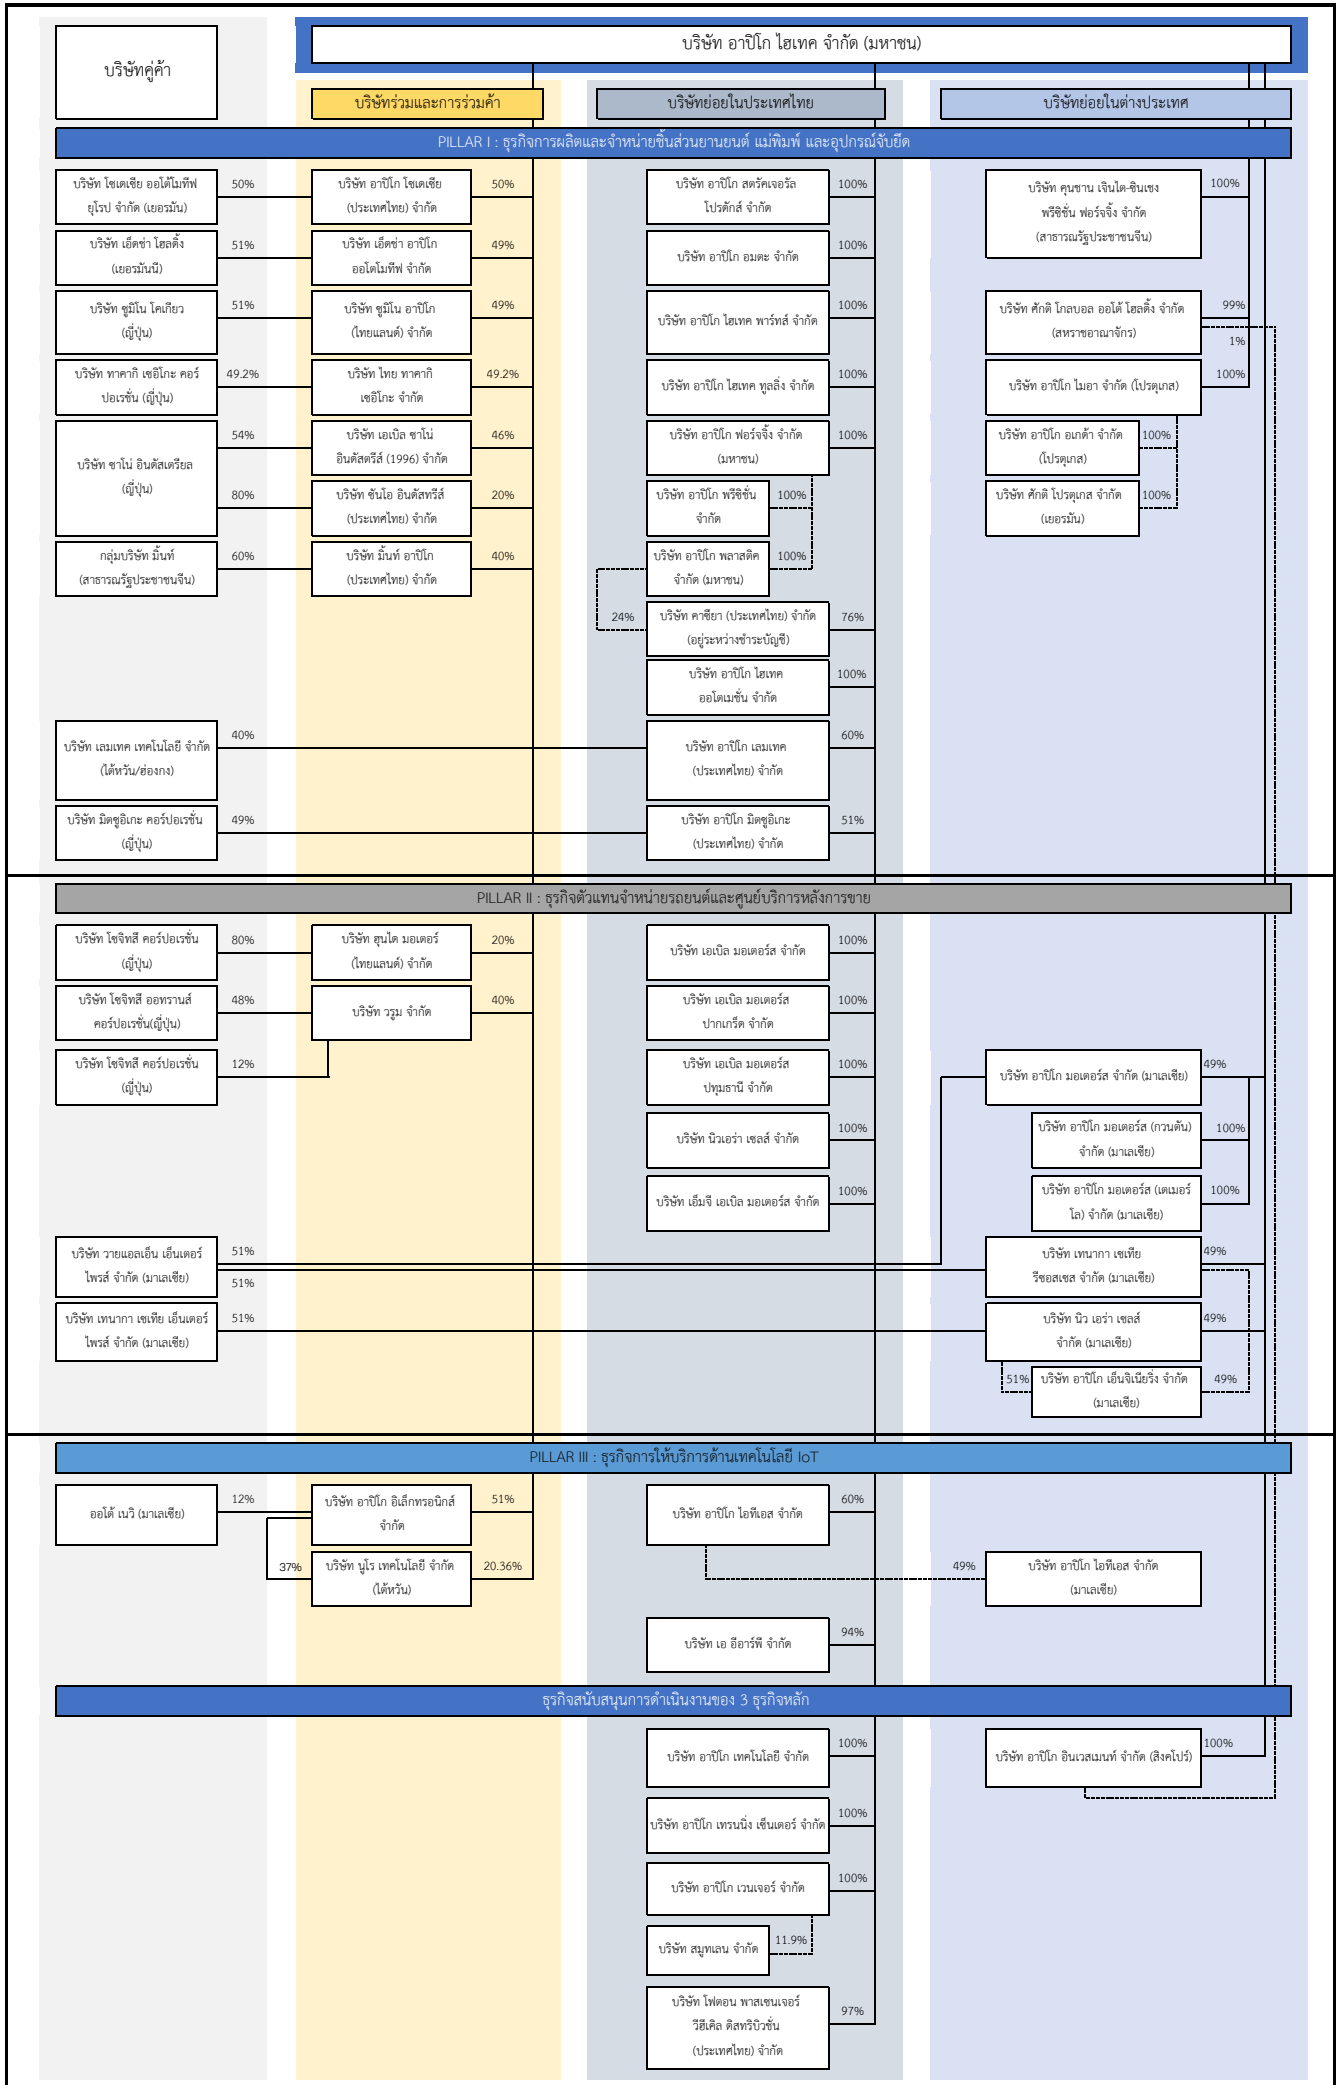 บริษัทคู่ค้า
บริษัท อาปิโก ไฮเทค จำกัด (มหาชน)
บริษัทร่วมและการร่วมค้า
บริษัทย่อยในประเทศไทย
บริษัทย่อยในต่างประเทศ
PILLAR I : ธุรกิจการผลิตและจำหน่ายชิ้นส่วนยานยนต์ แม่พิมพ์ และอุปกรณ์จับยึด
บริษัท โซเดเซีย ออโต้โมทีฟ
ยุโรป จำกัด (เยอรมัน)
50%
บริษัท อาปิโก โซเดเซีย
(ประเทศไทย) จำกัด
50%
บริษัท อาปิโก สตรัคเจอรัล
โปรดักส์ จำกัด
100%
บริษัท คุนชาน เจินไต-ชินเชง
พรีซิชั่น ฟอร์จจิ้ง จำกัด
(สาธารณรัฐประชาชนจีน)
100%
บริษัท เอ็ดช่า โฮลดิ้ง
(เยอรมันนี)
51%
บริษัท เอ็ดช่า อาปิโก
ออโตโมทีฟ จำกัด
49%
บริษัท อาปิโก อมตะ จำกัด
100%
บริษัท ซูมิโน โคเกียว
(ญี่ปุ่น)
51%
บริษัท ซูมิโน อาปิโก
(ไทยแลนด์) จำกัด
49%
บริษัท อาปิโก ไฮเทค พาร์ทส์ จำกัด
100%
บริษัท ศักติ โกลบอล ออโต้ โฮลดิ้ง จำกัด
(สหราชอาณาจักร)
99%
1%
บริษัท ทาคากิ เซอิโกะ คอร์
ปอเรชั่น (ญี่ปุ่น)
49.2%
บริษัท ไทย ทาคากิ
เซอิโกะ จำกัด
49.2%
บริษัท อาปิโก ไฮเทค ทูลลิ่ง จำกัด
100%
บริษัท อาปิโก ไมอา จำกัด (โปรตุเกส)
100%
บริษัท ซาโน่ อินดัสเตรียล
(ญี่ปุ่น)
54%
บริษัท เอเบิล ซาโน่
อินดัสตรีส์ (1996) จำกัด
46%
บริษัท อาปิโก ฟอร์จจิ้ง จำกัด
(มหาชน)
100%
บริษัท อาปิโก อเกด้า จำกัด
(โปรตุเกส)
100%
80%
บริษัท ซันโอ อินดัสทรีส์
(ประเทศไทย) จำกัด
20%
บริษัท อาปิโก พรีซิชั่น
จำกัด
100%
บริษัท ศักติ โปรตุเกส จำกัด
(เยอรมัน)
100%
กลุ่มบริษัท มิ้นท์
(สาธารณรัฐประชาชนจีน)
60%
บริษัท มิ้นท์ อาปิโก
(ประเทศไทย) จำกัด
40%
บริษัท อาปิโก พลาสติค
จำกัด (มหาชน)
100%
24%
บริษัท คาซียา (ประเทศไทย) จำกัด
(อยู่ระหว่างชำระบัญชี)
76%
บริษัท อาปิโก ไฮเทค
ออโตเมชั่น จำกัด
100%
บริษัท เลมเทค เทคโนโลยี จำกัด
(ไต้หวัน/ฮ่องกง)
40%
บริษัท อาปิโก เลมเทค
(ประเทศไทย) จำกัด
60%
บริษัท มิตซูอิเกะ คอร์ปอเรชั่น
(ญี่ปุ่น)
49%
บริษัท อาปิโก มิตซูอิเกะ
(ประเทศไทย) จำกัด
51%
PILLAR II : ธุรกิจตัวแทนจำหน่ายรถยนต์และศูนย์บริการหลังการขาย
บริษัท โซจิทสึ คอร์ปอเรชั่น
(ญี่ปุ่น)
80%
บริษัท ฮุนได มอเตอร์
(ไทยแลนด์) จำกัด
20%
บริษัท เอเบิล มอเตอร์ส จำกัด
100%
บริษัท โซจิทสึ ออทรานส์
คอร์ปอเรชั่น(ญี่ปุ่น)
48%
บริษัท วรูม จำกัด
40%
บริษัท เอเบิล มอเตอร์ส
ปากเกร็ด จำกัด
100%
บริษัท โซจิทสึ คอร์ปอเรชั่น
(ญี่ปุ่น)
12%
บริษัท เอเบิล มอเตอร์ส
ปทุมธานี จำกัด
100%
บริษัท อาปิโก มอเตอร์ส จำกัด (มาเลเซีย)
49%
บริษัท นิวเอร่า เซลส์ จำกัด
100%
บริษัท อาปิโก มอเตอร์ส (กวนตัน)
จำกัด (มาเลเซีย)
100%
บริษัท เอ็มจี เอเบิล มอเตอร์ส จำกัด
100%
บริษัท อาปิโก มอเตอร์ส (เตเมอร์
โล) จำกัด (มาเลเซีย)
100%
บริษัท วายแอลเอ็น เอ็นเตอร์
ไพรส์ จำกัด (มาเลเซีย)
51%
51%
บริษัท เทนากา เซเทีย
รีซอสเซส จำกัด (มาเลเซีย)
49%
บริษัท เทนากา เซเทีย เอ็นเตอร์
ไพรส์ จำกัด (มาเลเซีย)
51%
บริษัท นิว เอร่า เซลส์
จำกัด (มาเลเซีย)
49%
51%
บริษัท อาปิโก เอ็นจิเนียริ่ง จำกัด
(มาเลเซีย)
49%
PILLAR III : ธุรกิจการให้บริการด้านเทคโนโลยี IoT
ออโต้ เนวิ (มาเลเซีย)
12%
บริษัท อาปิโก อิเล็กทรอนิกส์
จำกัด
51%
บริษัท อาปิโก ไอทีเอส จำกัด
60%
37%
บริษัท นูโร เทคโนโลยี จำกัด
(ไต้หวัน)
20.36%
49%
บริษัท อาปิโก ไอทีเอส จำกัด
(มาเลเซีย)
บริษัท เอ อีอาร์พี จำกัด
94%
ธุรกิจสนับสนุนการดำเนินงานของ 3 ธุรกิจหลัก
บริษัท อาปิโก เทคโนโลยี จำกัด
100%
บริษัท อาปิโก อินเวสเมนท์ จำกัด (สิงคโปร์)
100%
บริษัท อาปิโก เทรนนิ่ง เซ็นเตอร์ จำกัด
100%
บริษัท อาปิโก เวนเจอร์ จำกัด
100%
บริษัท สมูทเลน จำกัด
11.9%
บริษัท โฟตอน พาสเซนเจอร์
วีฮีเคิล ดิสทริบิวชั่น
(ประเทศไทย) จำกัด
97%